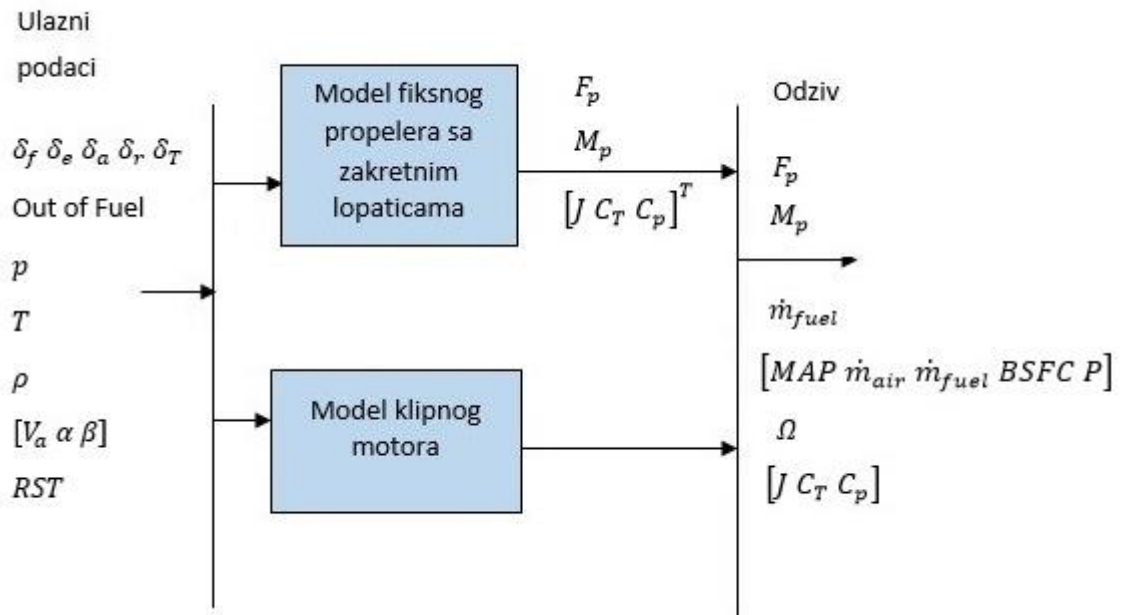 Ulazni
podaci
δ_f δ_e δ_a δ_r δ_T
Out of Fuel
p
T
ρ
[V_a α β]
RST
Model fiksnog
propelera sa
zakretnim
lopaticama
Model klipnog
motora
F_p
M_p
[J C_T C_p]^T
Odziv
F_p
M_p
ṁ_fuel
[MAP ṁ_air ṁ_fuel BSFC P]
Ω
[J C_T C_p]